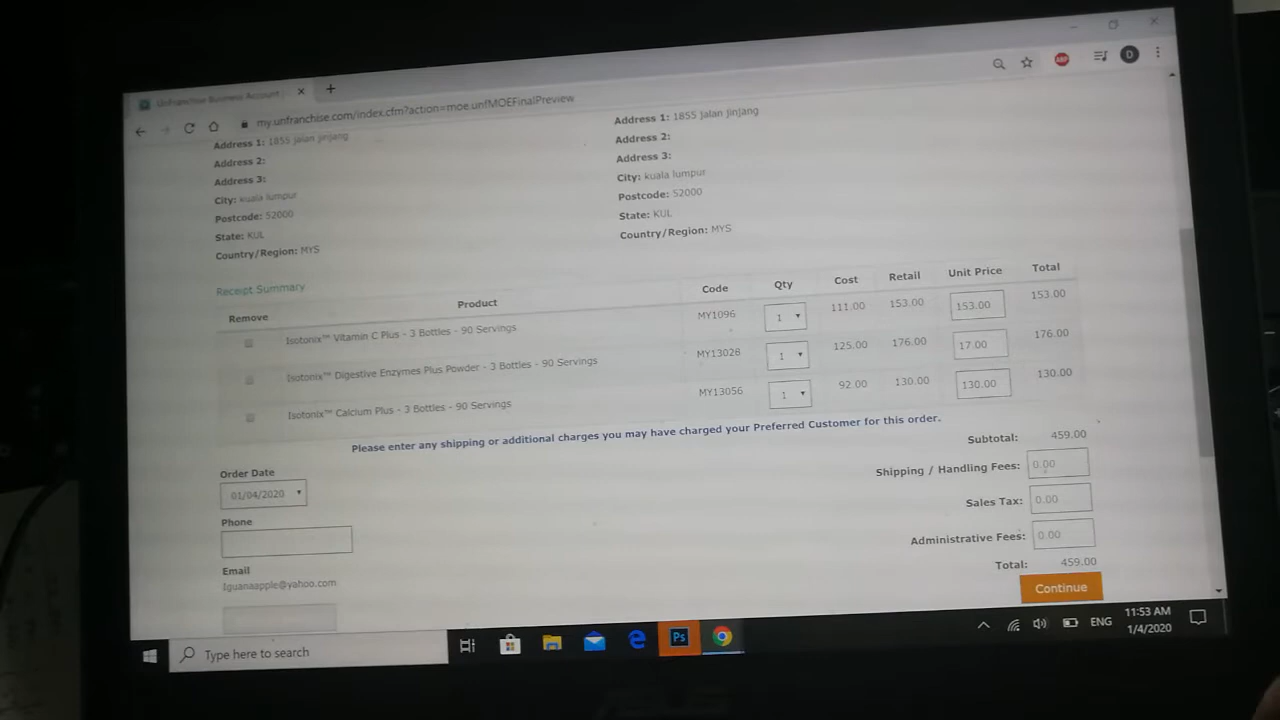 UnFranchise Business Account
my.unfranchise.com/index.cfm?action=moe.unfMOEFinalPreview
D
ABP
Address 1: 1855 jalan jinjang
Address 2:
Address 3:
City: kuala lumpur
Postcode: 52000
State: KUL
Country/Region: MYS
Address 1: 1855 jalan jinjang
Address 2:
Address 3:
City: kuala lumpur
Postcode: 52000
State: KUL
Country/Region: MYS
Receipt Summary
Remove Product Code Qty Cost Retail Unit Price Total
Isotonix™ Vitamin C Plus - 3 Bottles - 90 Servings MY1096 1 111.00 153.00 153.00 153.00
Isotonix™ Digestive Enzymes Plus Powder - 3 Bottles - 90 Servings MY13026 1 125.00 176.00 17.00 176.00
Isotonix™ Calcium Plus - 3 Bottles - 90 Servings MY13056 1 92.00 130.00 130.00 130.00
Please enter any shipping or additional charges you may have charged your Preferred Customer for this order.
Subtotal: 459.00
Shipping / Handling Fees: 0.00
Sales Tax: 0.00
Administrative Fees: 0.00
Total: 459.00
Continue
Order Date
01/04/2020
Phone
Email
Iguanaapple@yahoo.com
Type here to search
Ps
ENG
11:53 AM
1/4/2020